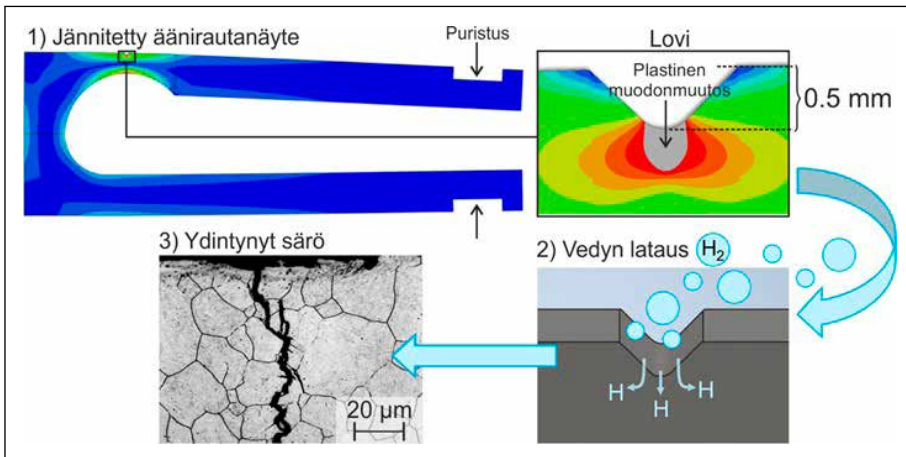 1) Jännitetty äänirautanäyte
Puristus
Lovi
Plastinen
muodonmuutos
0.5 mm
2) Vedyn lataus H₂
H H
H
3) Ydintynyt särö
20 µm